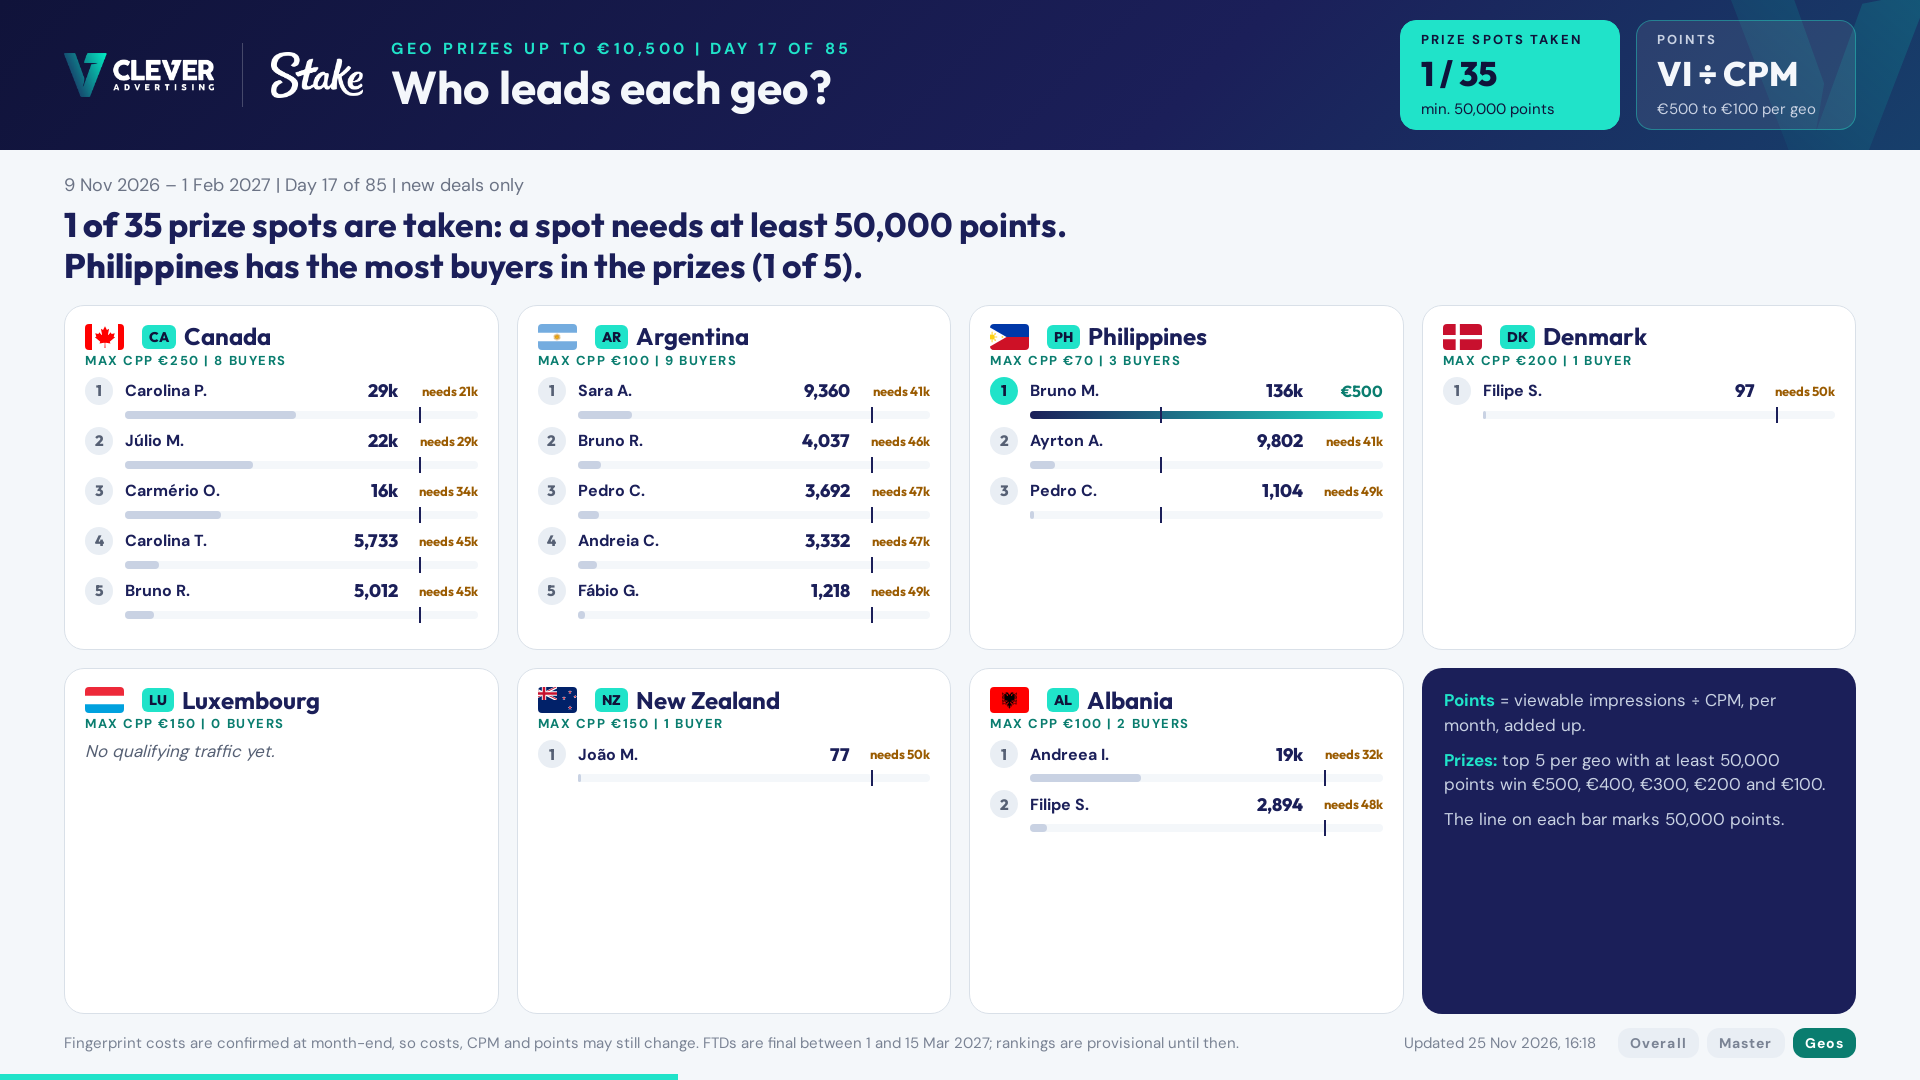 CLEVER
ADVERTISING
Stake
GEO PRIZES UP TO €10,500 | DAY 17 OF 85
Who leads each geo?
PRIZE SPOTS TAKEN
1 / 35
min. 50,000 points
POINTS
VI ÷ CPM
€500 to €100 per geo
9 Nov 2026 – 1 Feb 2027 | Day 17 of 85 | new deals only
1 of 35 prize spots are taken: a spot needs at least 50,000 points.
Philippines has the most buyers in the prizes (1 of 5).
CA Canada
MAX CPP €250 | 8 BUYERS
1 Carolina P. 29k needs 21k
2 Júlio M. 22k needs 29k
3 Carmério O. 16k needs 34k
4 Carolina T. 5,733 needs 45k
5 Bruno R. 5,012 needs 45k
AR Argentina
MAX CPP €100 | 9 BUYERS
1 Sara A. 9,360 needs 41k
2 Bruno R. 4,037 needs 46k
3 Pedro C. 3,692 needs 47k
4 Andreia C. 3,332 needs 47k
5 Fábio G. 1,218 needs 49k
PH Philippines
MAX CPP €70 | 3 BUYERS
1 Bruno M. 136k €500
2 Ayrton A. 9,802 needs 41k
3 Pedro C. 1,104 needs 49k
DK Denmark
MAX CPP €200 | 1 BUYER
1 Filipe S. 97 needs 50k
LU Luxembourg
MAX CPP €150 | 0 BUYERS
No qualifying traffic yet.
NZ New Zealand
MAX CPP €150 | 1 BUYER
1 João M. 77 needs 50k
AL Albania
MAX CPP €100 | 2 BUYERS
1 Andreea I. 19k needs 32k
2 Filipe S. 2,894 needs 48k
Points = viewable impressions ÷ CPM, per
month, added up.
Prizes: top 5 per geo with at least 50,000
points win €500, €400, €300, €200 and €100.
The line on each bar marks 50,000 points.
Fingerprint costs are confirmed at month-end, so costs, CPM and points may still change. FTDs are final between 1 and 15 Mar 2027; rankings are provisional until then.
Updated 25 Nov 2026, 16:18
Overall
Master
Geos